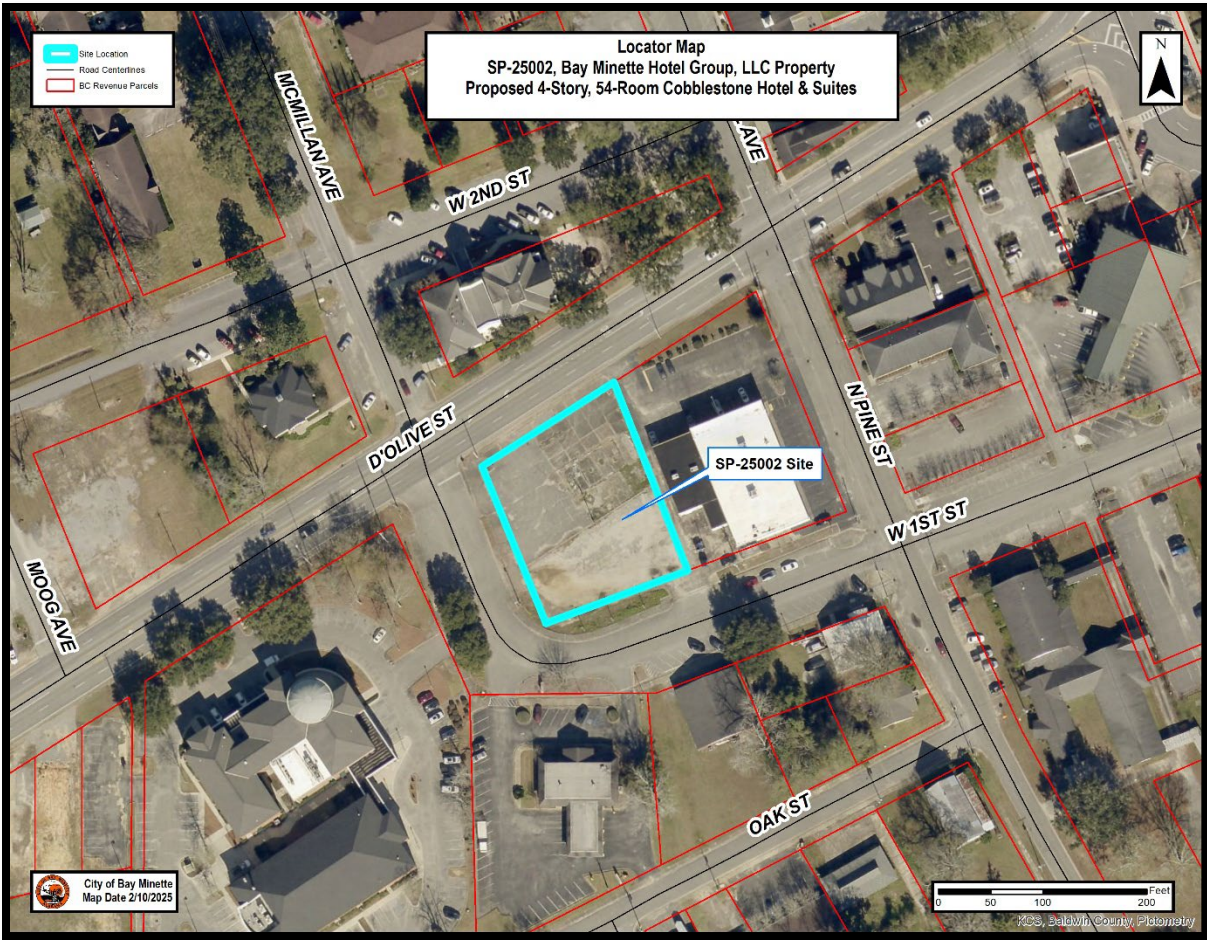 Site Location
Road Centerlines
BC Revenue Parcels
Locator Map
SP-25002, Bay Minette Hotel Group, LLC Property
Proposed 4-Story, 54-Room Cobblestone Hotel & Suites
N
MCMILLAN AVE
AVE
W 2ND ST
D'OLIVE ST
N PINE ST
SP-25002 Site
W 1ST ST
MOOG AVE
OAK ST
City of Bay Minette
Map Date 2/10/2025
Feet
0 50 100 200
KCS, Baldwin County, Pictometry